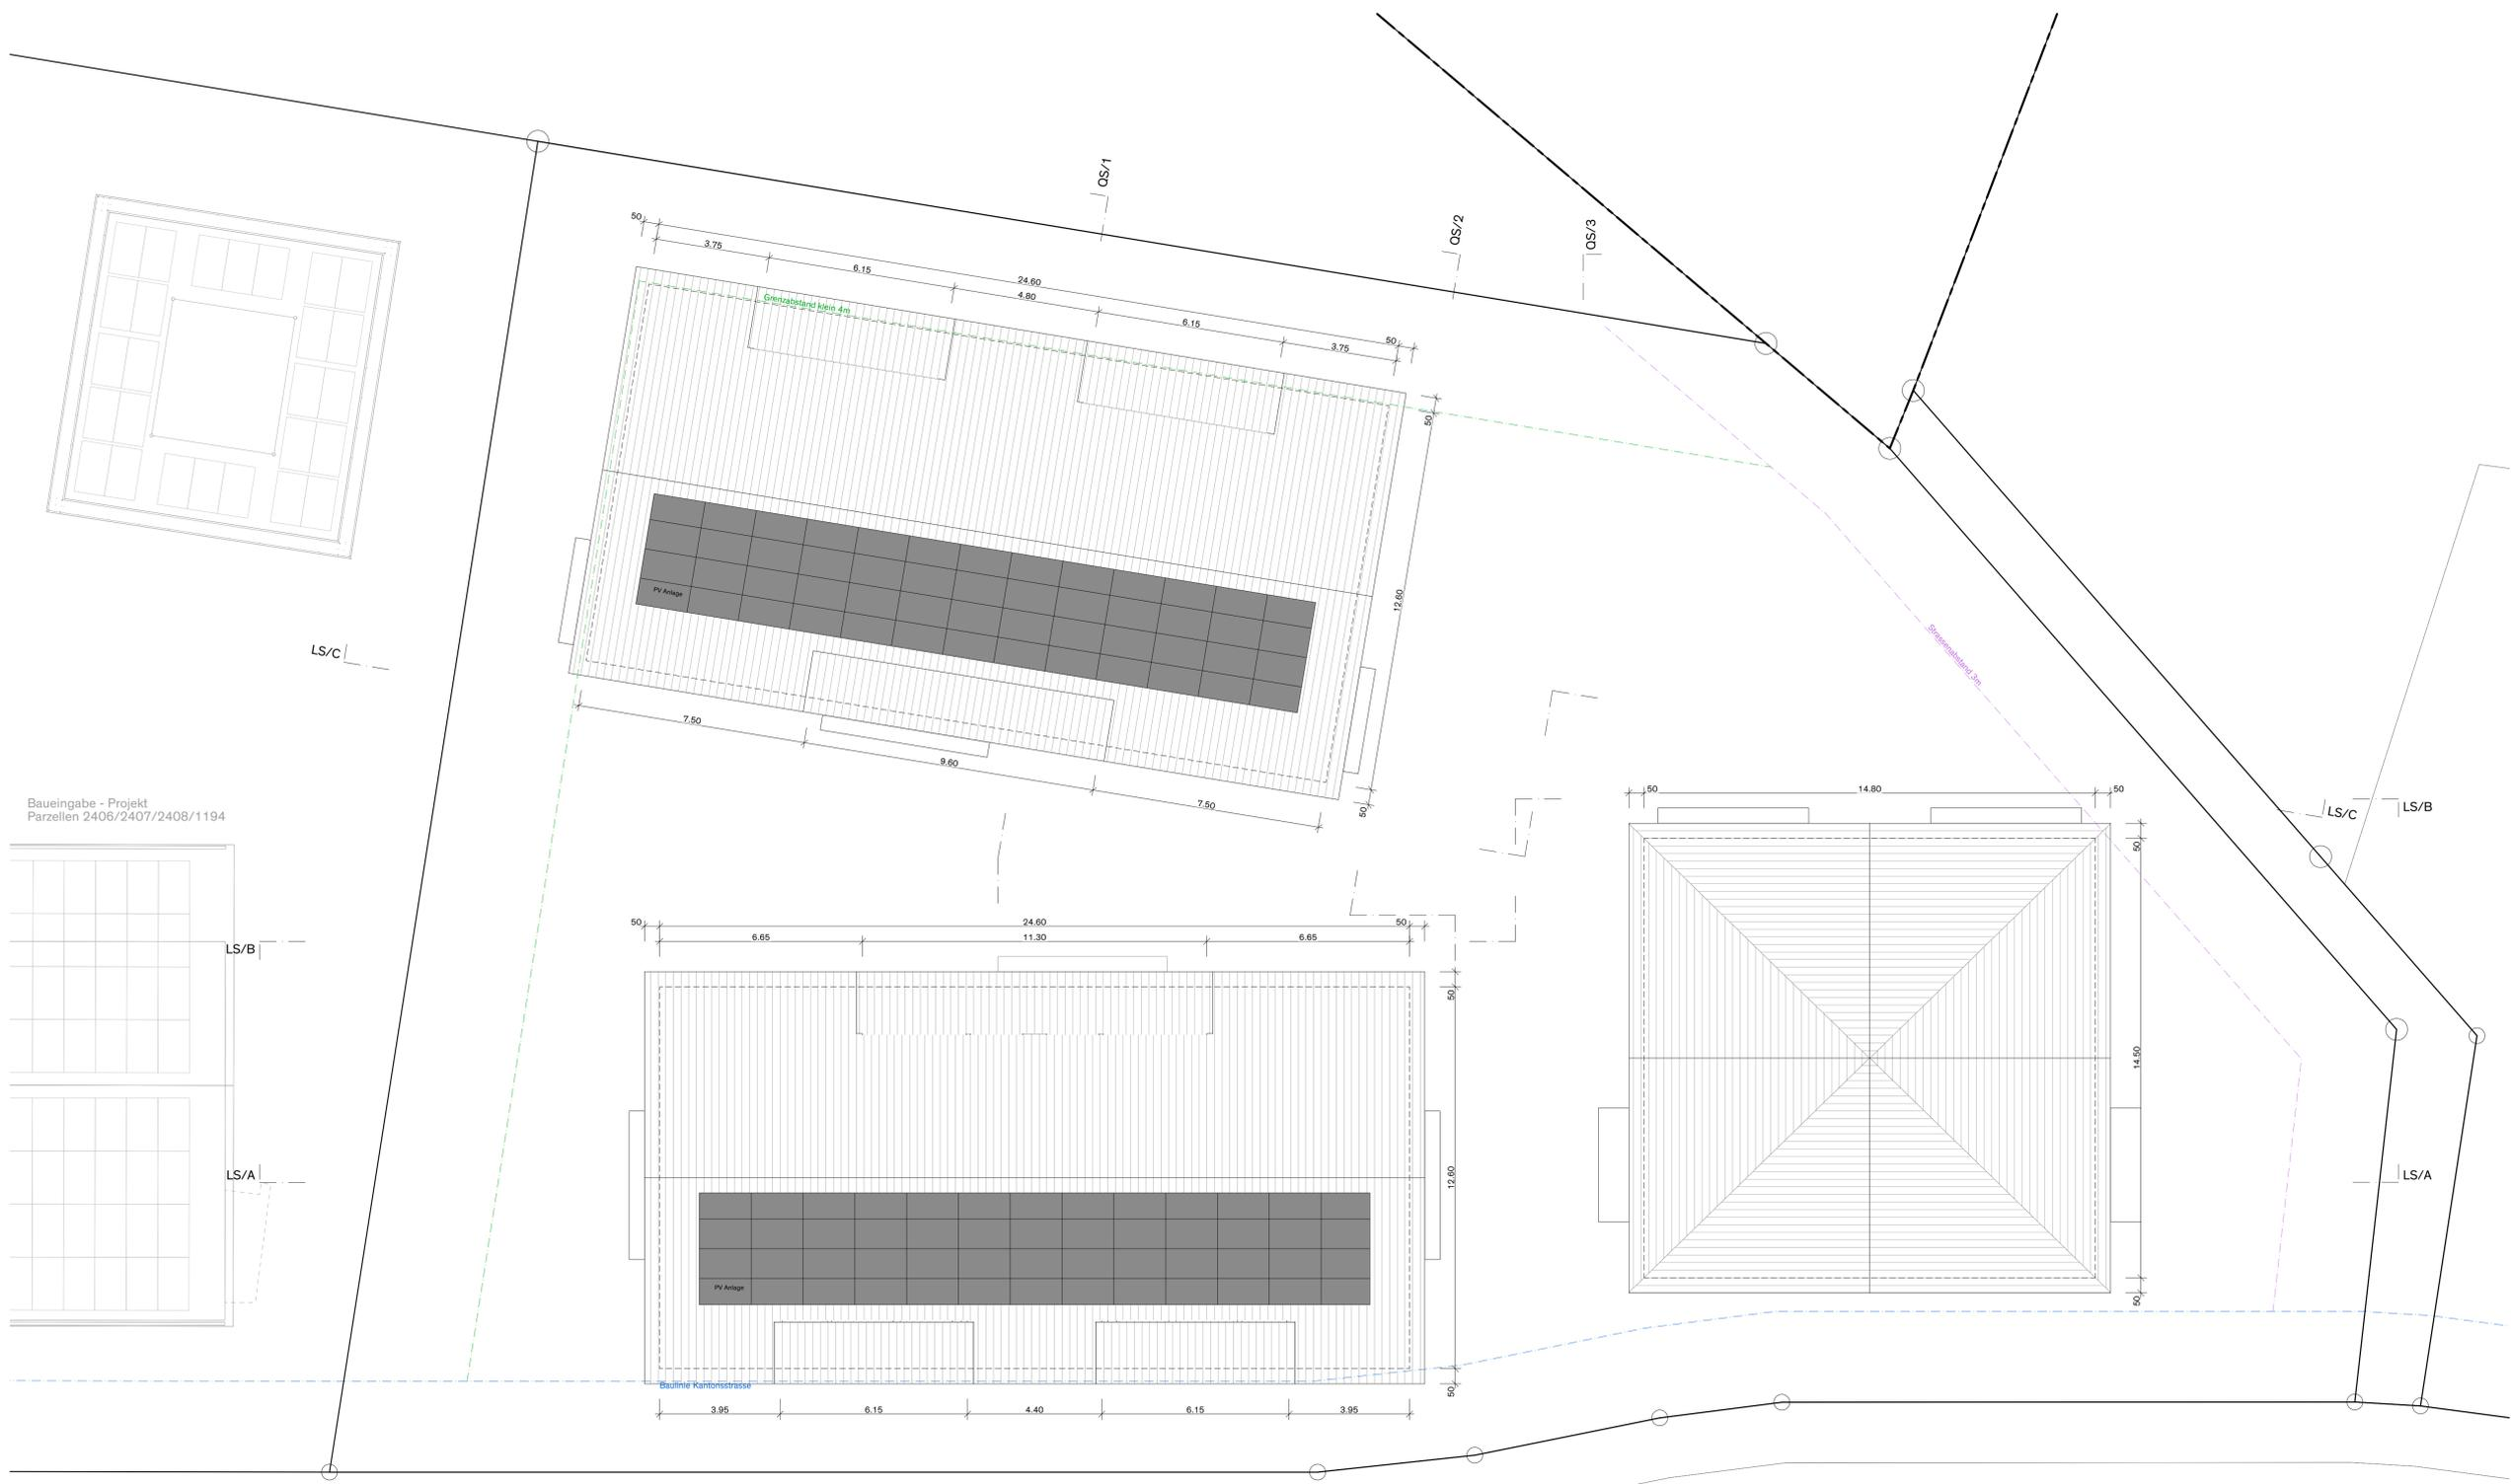 QS/1
QS/2
QS/3
50
3.75
6.15
24.60
4.80
6.15
50
3.75
Grenzabstand klein 4m
50
12.60
PV Anlage
LS/C
Strassenabstand 3m
7.50
9.60
7.50
50
Baueingabe - Projekt
Parzellen 2406/2407/2408/1194
50
14.80
50
LS/C
LS/B
50
50
24.60
50
6.65
11.30
6.65
LS/B
50
14.50
LS/A
12.60
LS/A
PV Anlage
50
Baulinie Kantonsstrasse
50
3.95
6.15
4.40
6.15
3.95